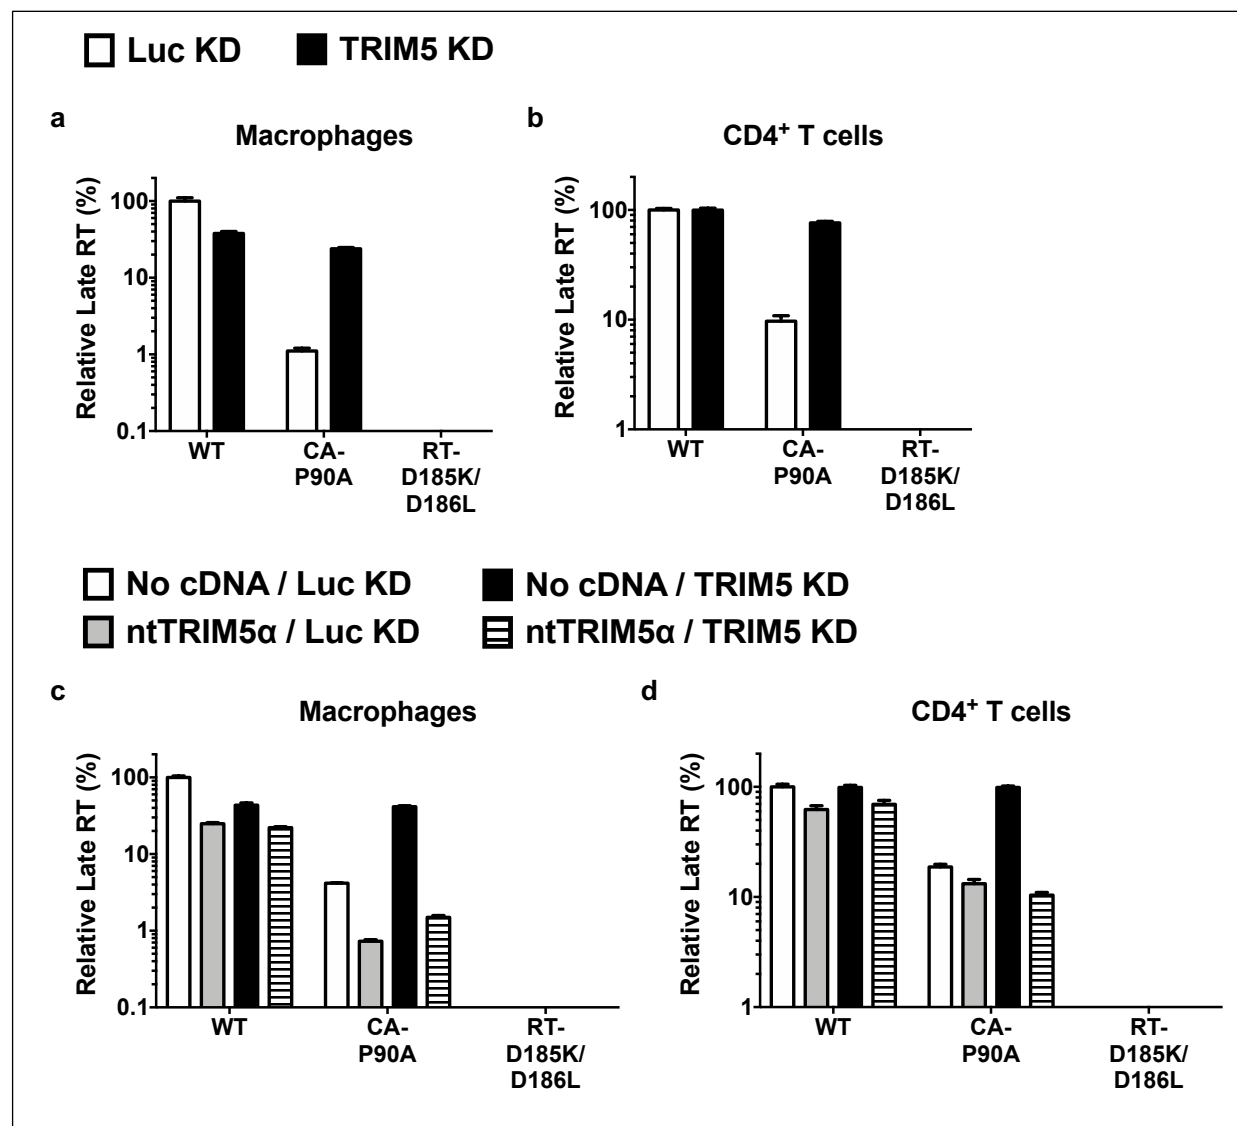 Luc KD
TRIM5 KD
a
Macrophages
Relative Late RT (%)
100
10
1
0.1
WT
CA-
P90A
RT-
D185K/
D186L
b
CD4⁺ T cells
Relative Late RT (%)
100
10
1
WT
CA-
P90A
RT-
D185K/
D186L
No cDNA / Luc KD
No cDNA / TRIM5 KD
ntTRIM5α / Luc KD
ntTRIM5α / TRIM5 KD
c
Macrophages
Relative Late RT (%)
100
10
1
0.1
WT
CA-
P90A
RT-
D185K/
D186L
d
CD4⁺ T cells
Relative Late RT (%)
100
10
1
WT
CA-
P90A
RT-
D185K/
D186L